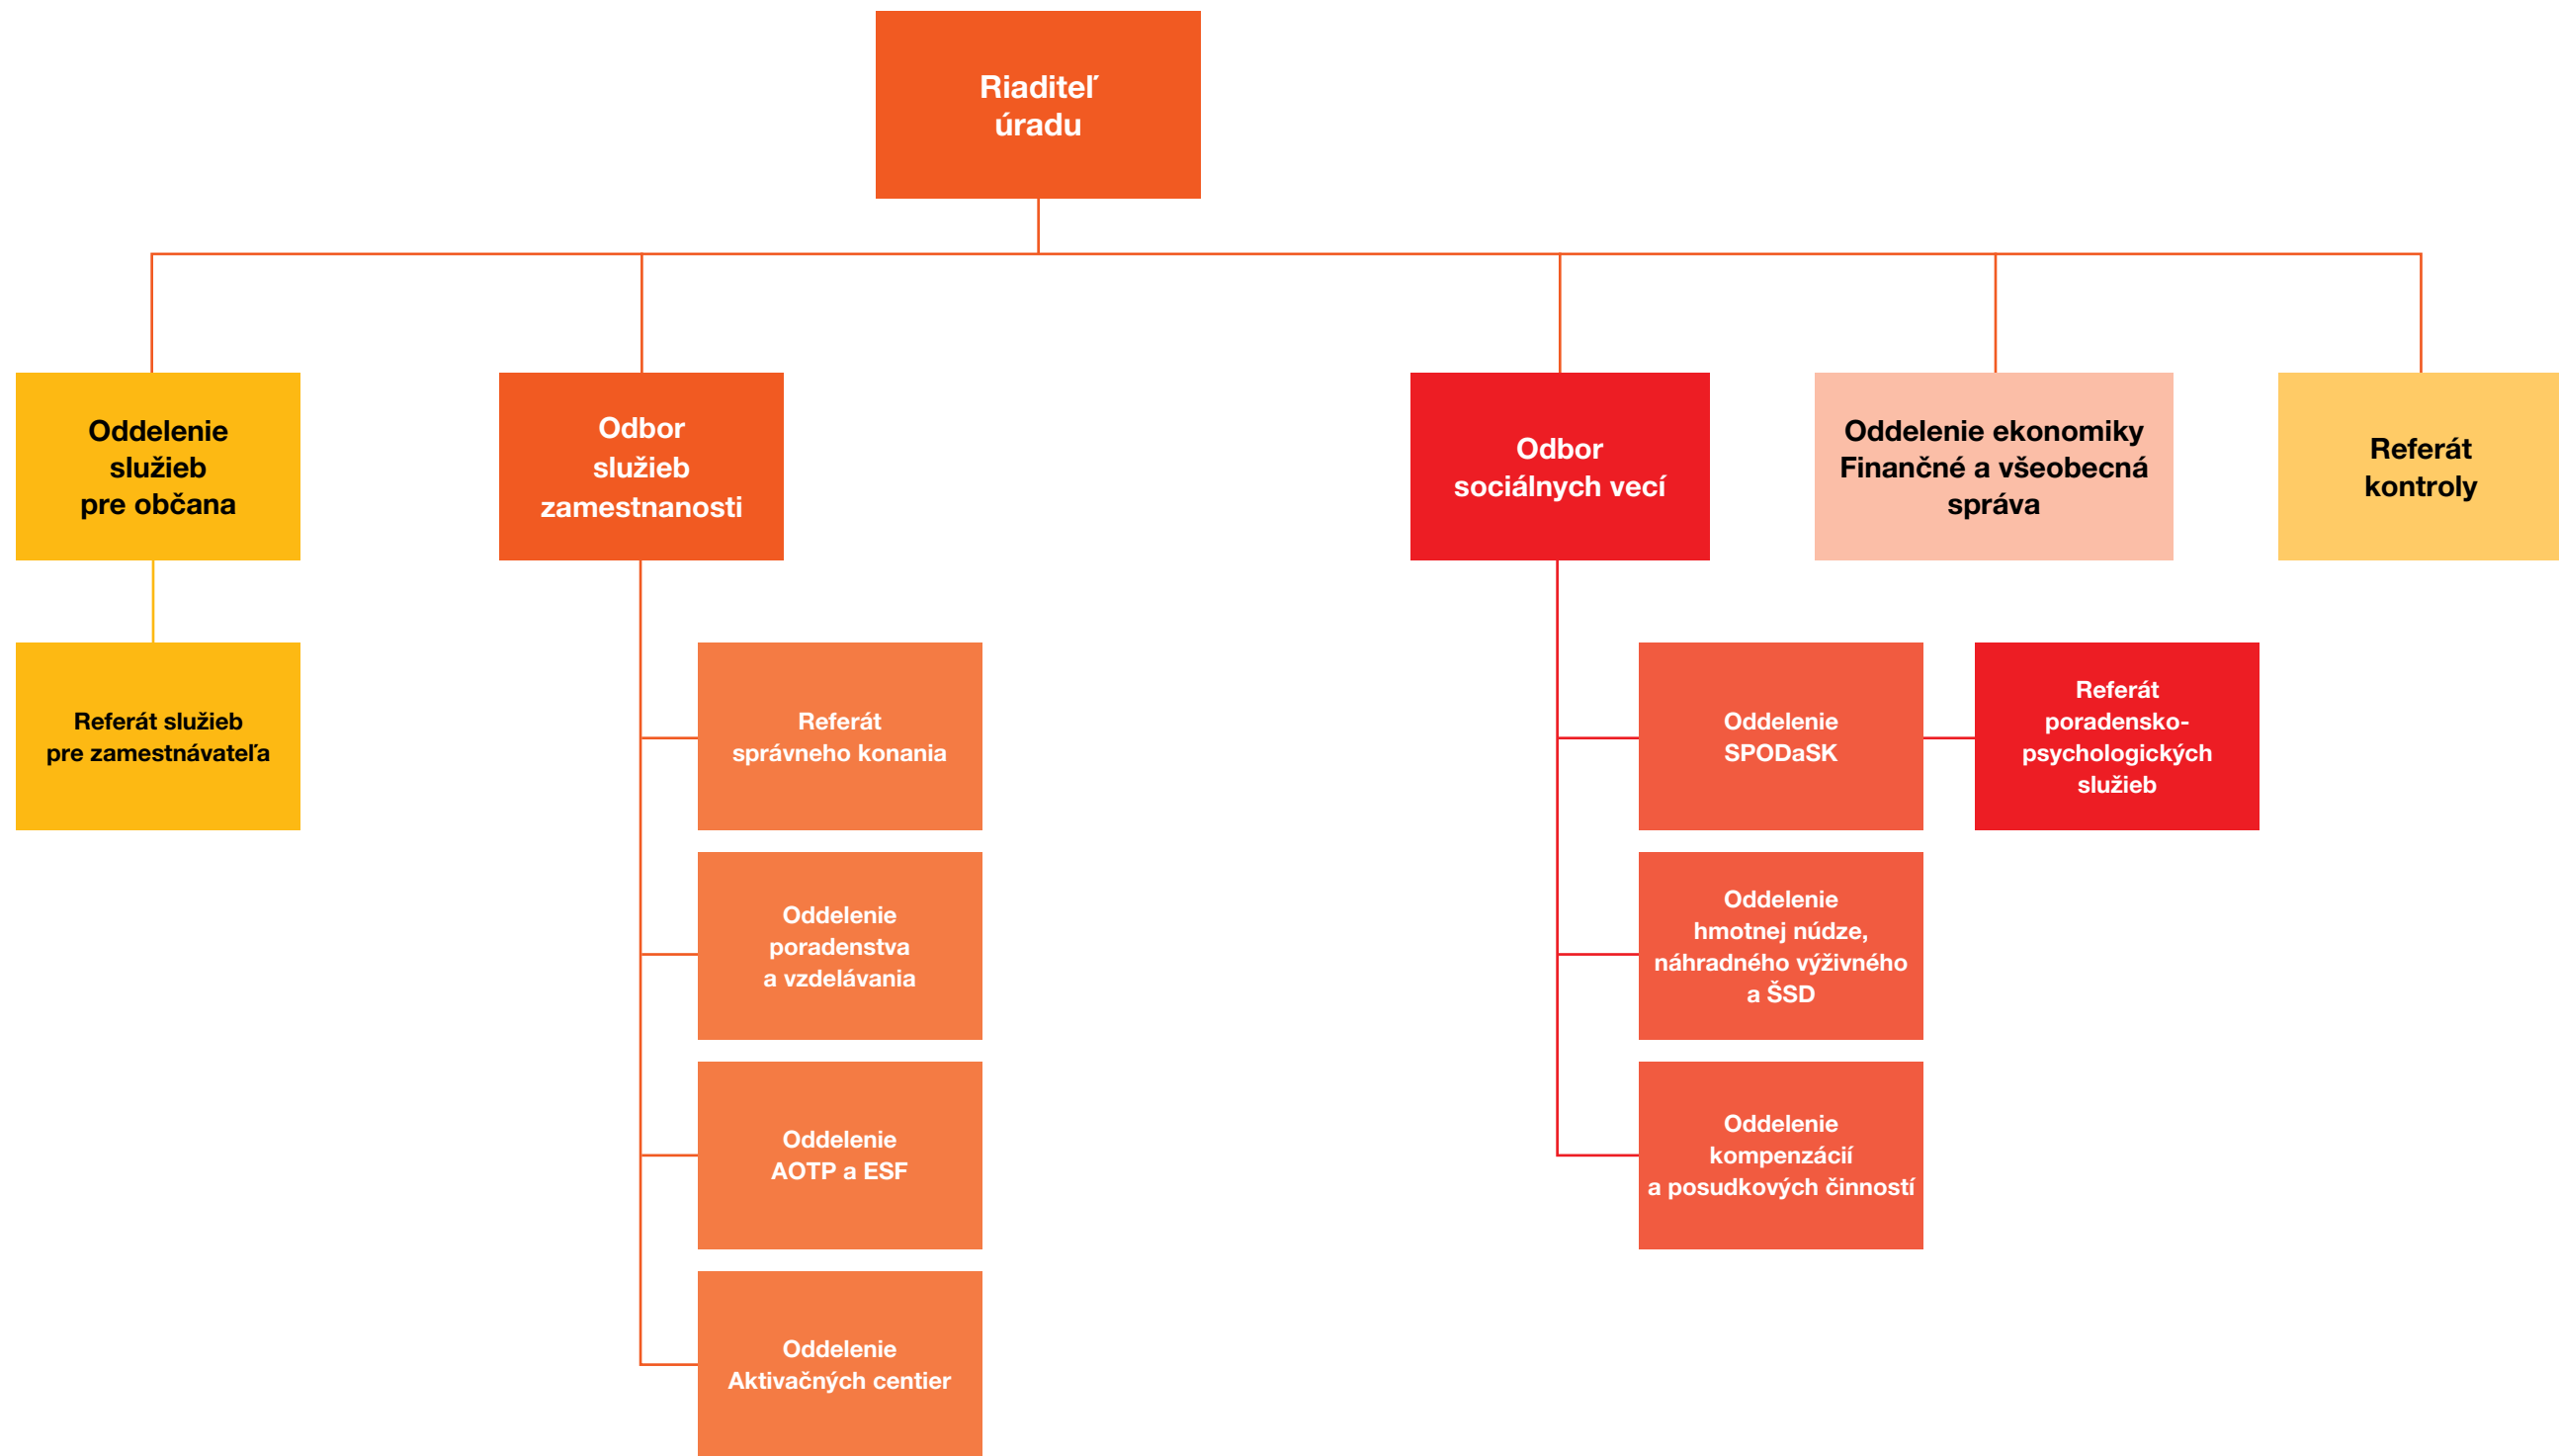 Riaditeľ
úradu
Oddelenie
služieb
pre občana
Odbor
služieb
zamestnanosti
Odbor
sociálnych vecí
Oddelenie ekonomiky
Finančné a všeobecná
správa
Referát
kontroly
Referát služieb
pre zamestnávateľa
Referát
správneho konania
Oddelenie
poradenstva
a vzdelávania
Oddelenie
AOTP a ESF
Oddelenie
Aktivačných centier
Oddelenie
SPODaSK
Referát
poradensko-
psychologických
služieb
Oddelenie
hmotnej núdze,
náhradného výživného
a ŠSD
Oddelenie
kompenzácií
a posudkových činností